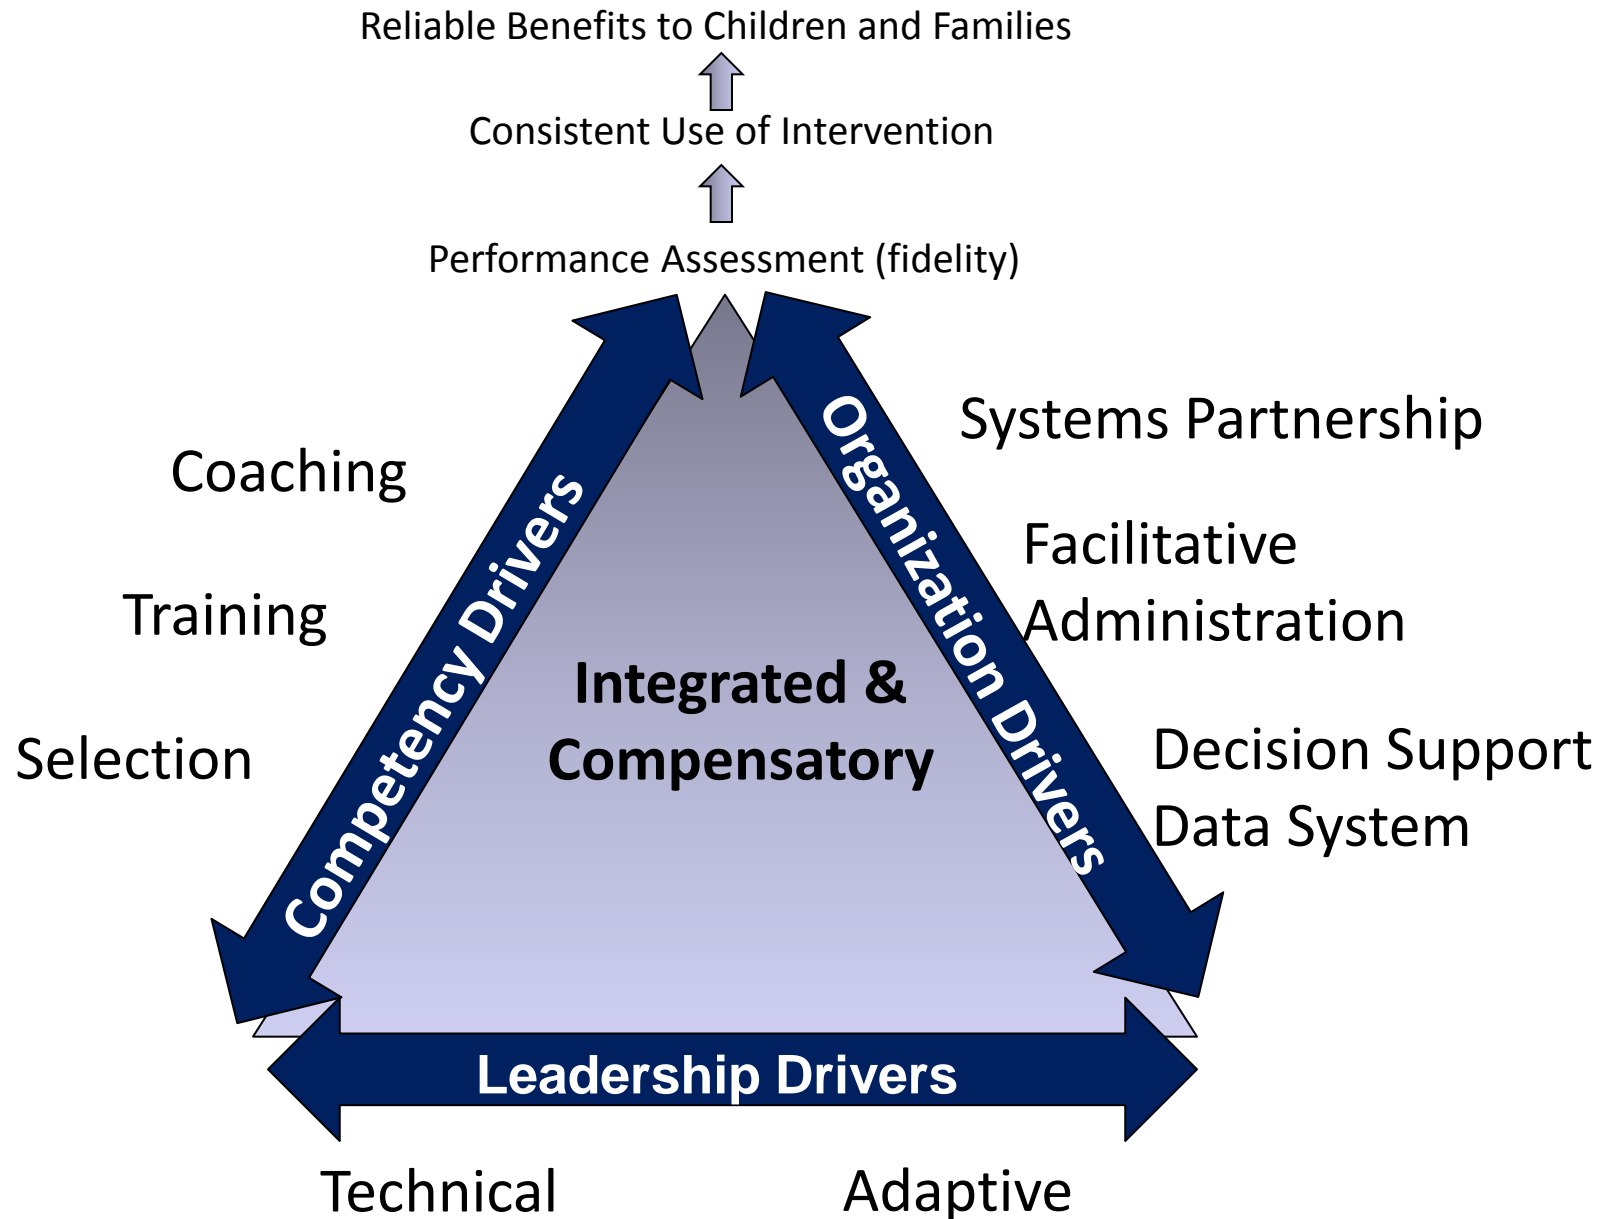 Reliable Benefits to Children and Families
Consistent Use of Intervention
Performance Assessment (fidelity)
Coaching
Training
Selection
Competency Drivers
Integrated &
Compensatory
Organization Drivers
Systems Partnership
Facilitative
Administration
Decision Support
Data System
Leadership Drivers
Technical
Adaptive